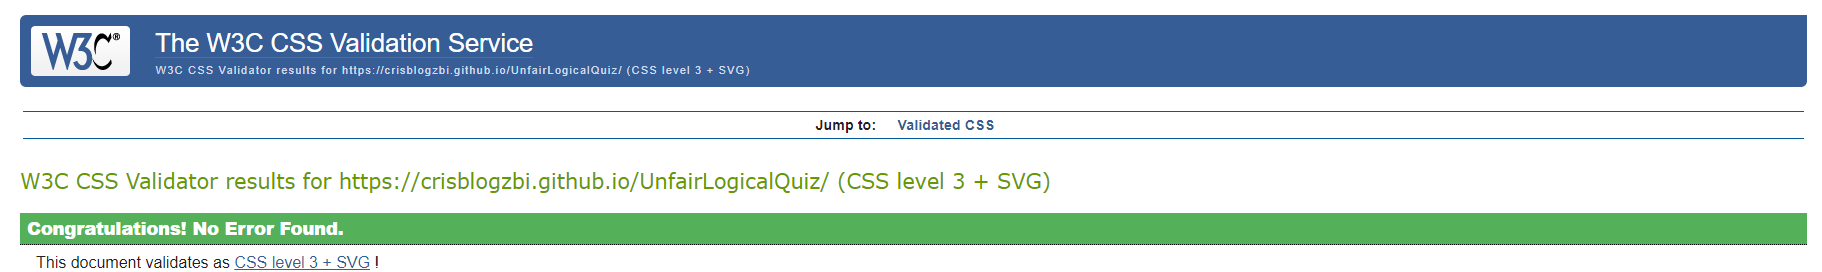 W3C®
The W3C CSS Validation Service
W3C CSS Validator results for https://crisblogzbi.github.io/UnfairLogicalQuiz/ (CSS level 3 + SVG)
Jump to: Validated CSS
W3C CSS Validator results for https://crisblogzbi.github.io/UnfairLogicalQuiz/ (CSS level 3 + SVG)
Congratulations! No Error Found.
This document validates as CSS level 3 + SVG !